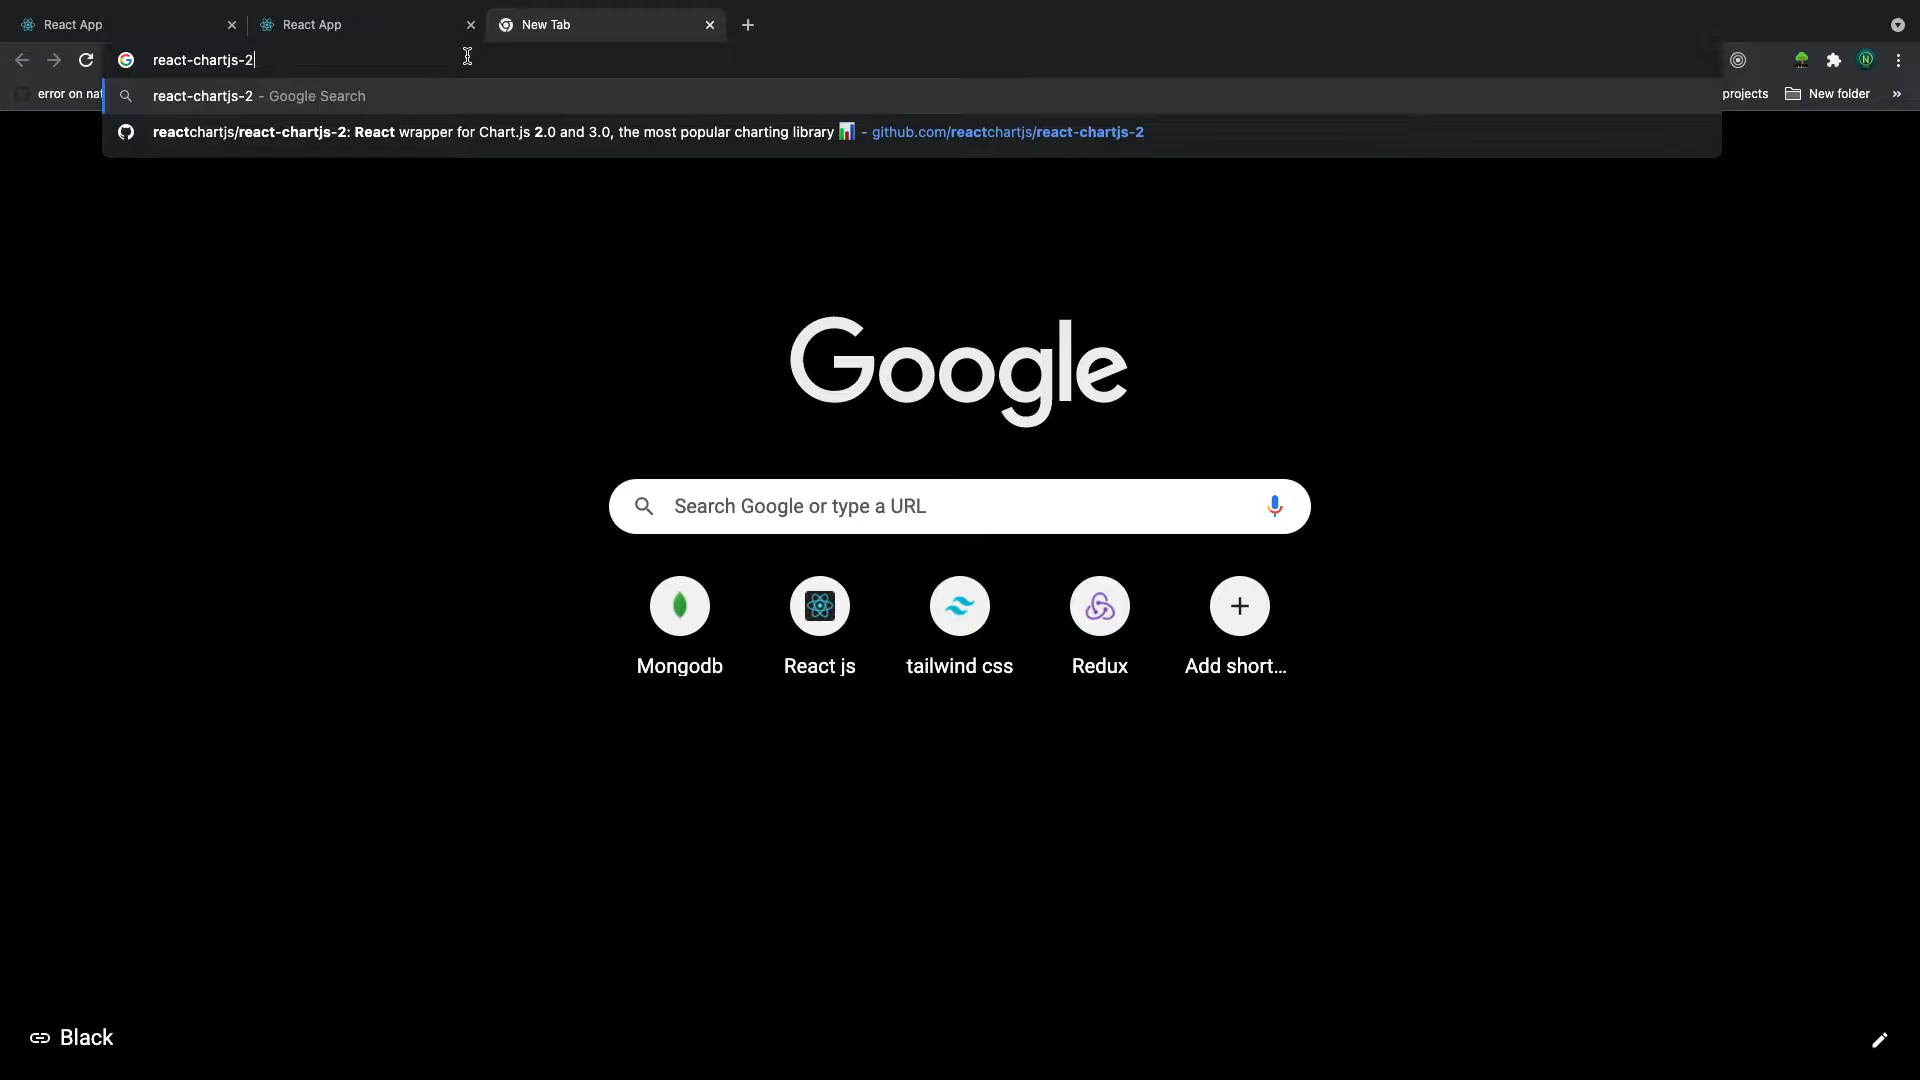 React App
React App
New Tab
react-chartjs-2
error on nat
projects
New folder
react-chartjs-2 - Google Search
reactchartjs/react-chartjs-2: React wrapper for Chart.js 2.0 and 3.0, the most popular charting library 📊 - github.com/reactchartjs/react-chartjs-2
Google
Search Google or type a URL
Mongodb
React js
tailwind css
Redux
Add short...
Black